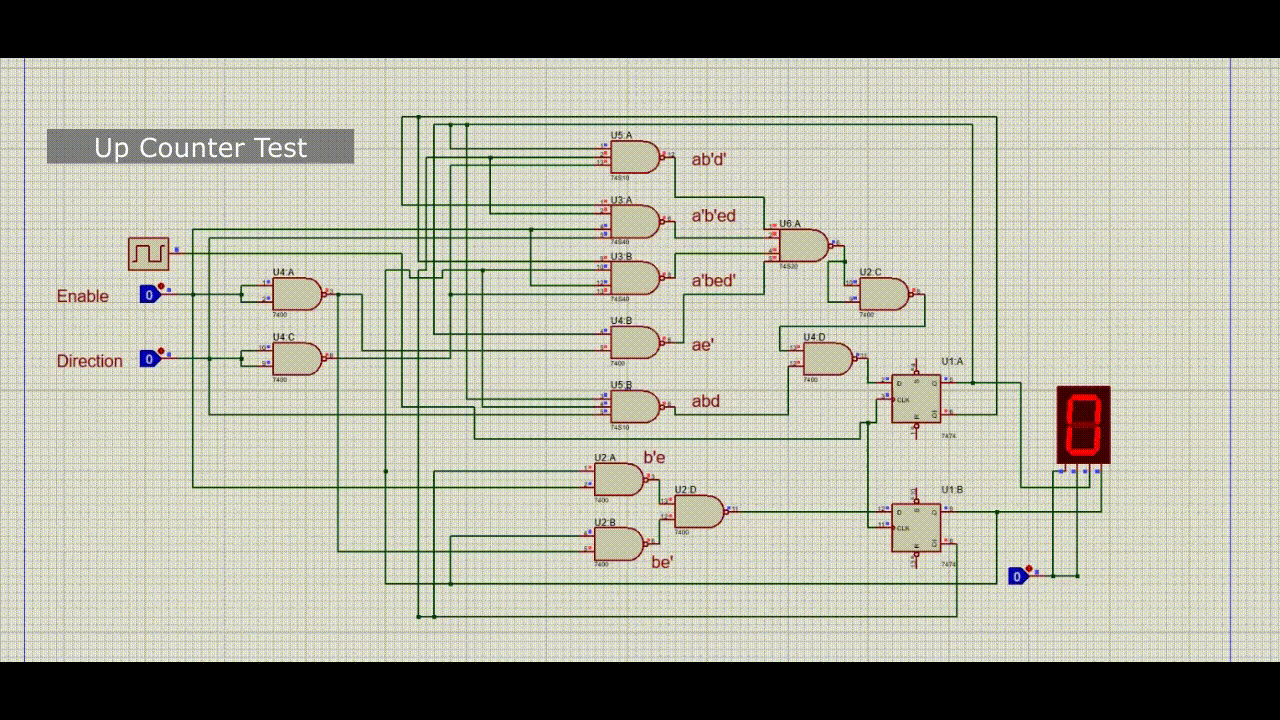 Up Counter Test
U5:A
ab'd'
74S10
U3:A
a'b'ed
74S40
U6:A
74S20
U3:B
a'bed'
74S40
U4:A
7400
U2:C
7400
Enable
0
U4:B
ae'
7400
U4:C
7400
U4:D
7400
Direction
0
U1:A
D
Q
CLK
7474
U5:B
abd
74S10
0
U2:A
b'e
7400
U2:D
7400
U1:B
D
Q
CLK
7474
U2:B
be'
7400
0